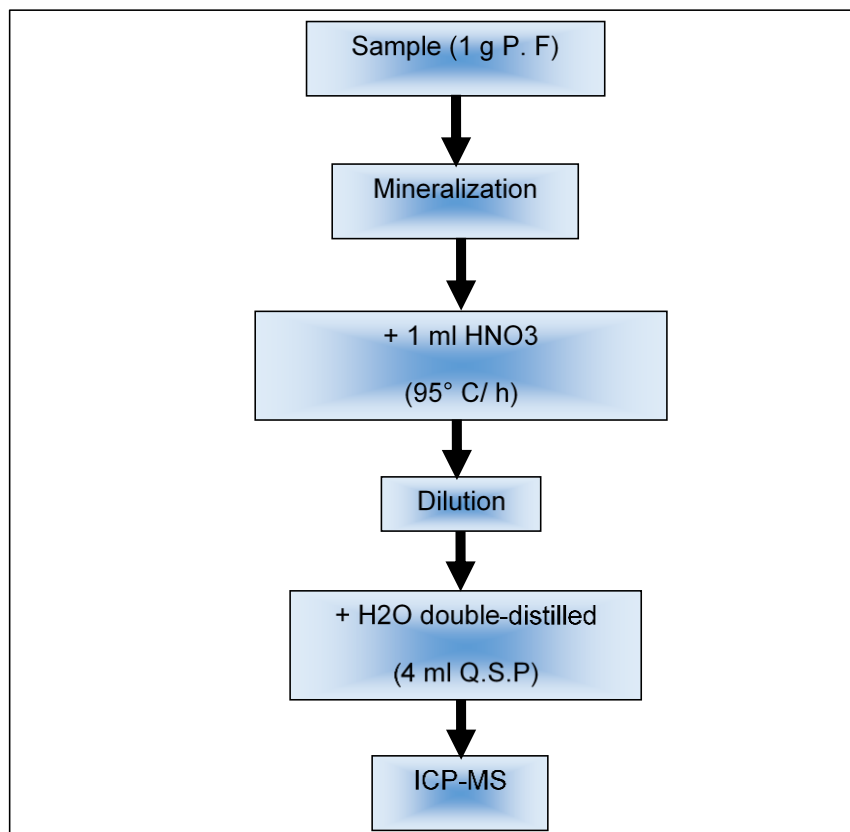 Sample (1 g P. F)
Mineralization
+ 1 ml HNO3
(95° C/ h)
Dilution
+ H2O double-distilled
(4 ml Q.S.P)
ICP-MS